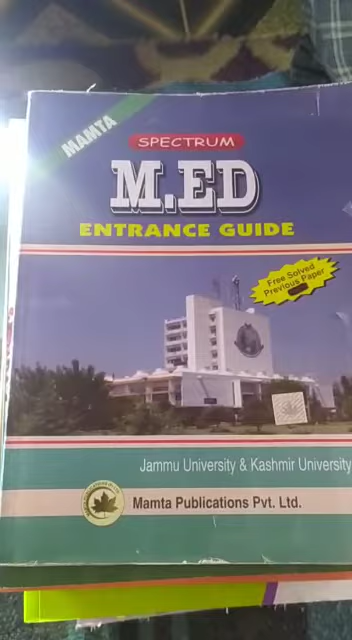 MAMTA
SPECTRUM
M.ED
ENTRANCE GUIDE
Free Solved
Previous Paper
Jammu University & Kashmir University
Mamta Publications Pvt. Ltd.